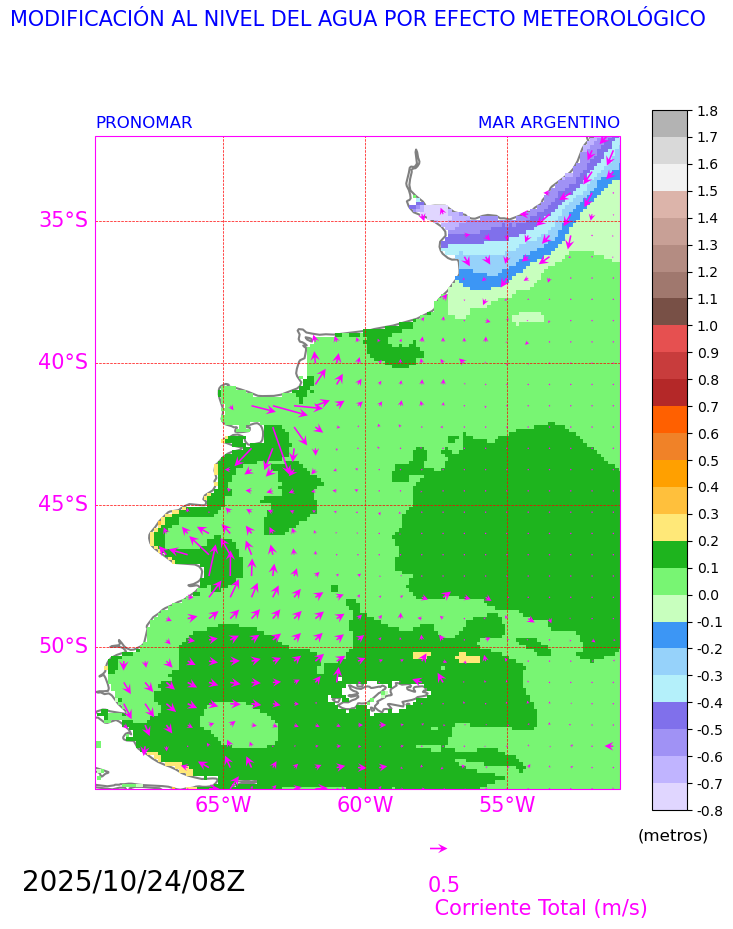 MODIFICACIÓN AL NIVEL DEL AGUA POR EFECTO METEOROLÓGICO
PRONOMAR
MAR ARGENTINO
35°S
40°S
45°S
50°S
65°W
60°W
55°W
1.8
1.7
1.6
1.5
1.4
1.3
1.2
1.1
1.0
0.9
0.8
0.7
0.6
0.5
0.4
0.3
0.2
0.1
0.0
-0.1
-0.2
-0.3
-0.4
-0.5
-0.6
-0.7
-0.8
(metros)
2025/10/24/08Z
0.5
Corriente Total (m/s)